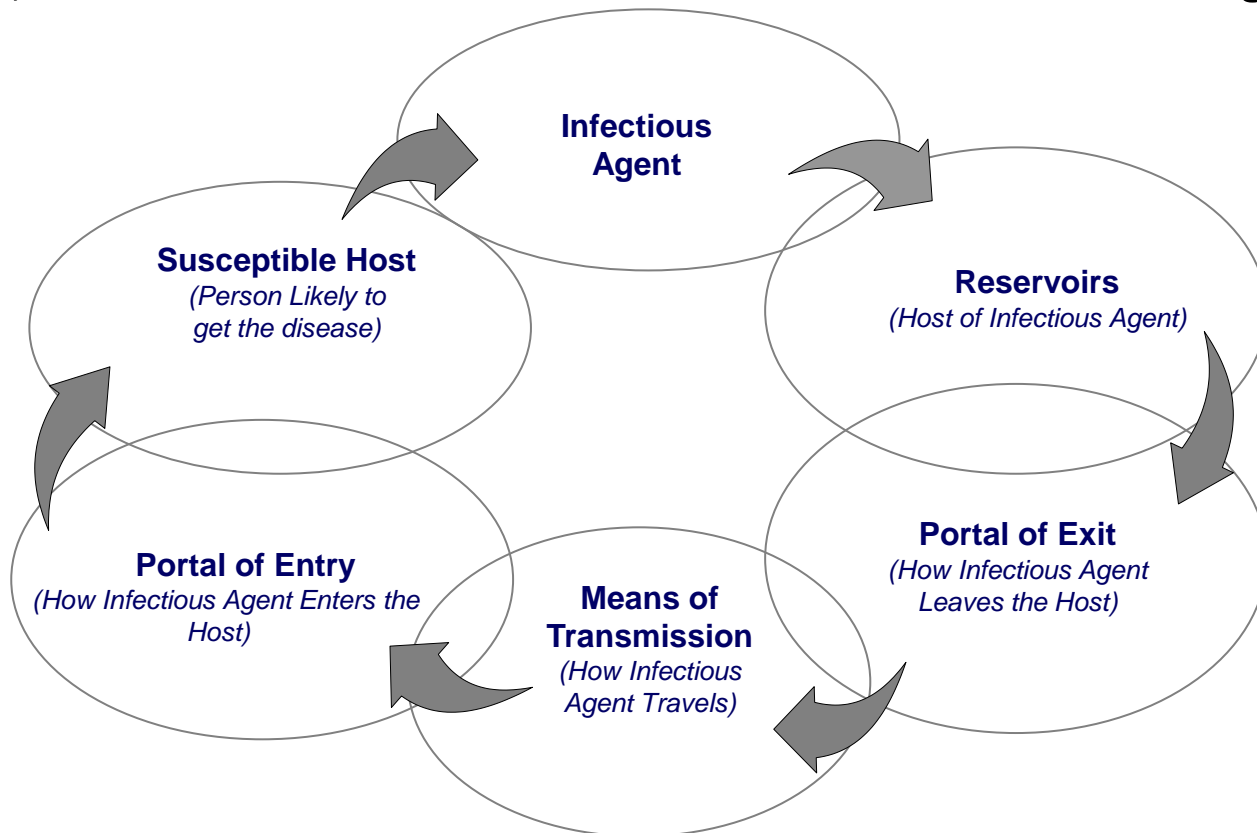 Infectious
Agent
Reservoirs
(Host of Infectious Agent)
Portal of Exit
(How Infectious Agent
Leaves the Host)
Means of
Transmission
(How Infectious
Agent Travels)
Portal of Entry
(How Infectious Agent Enters the
Host)
Susceptible Host
(Person Likely to
get the disease)